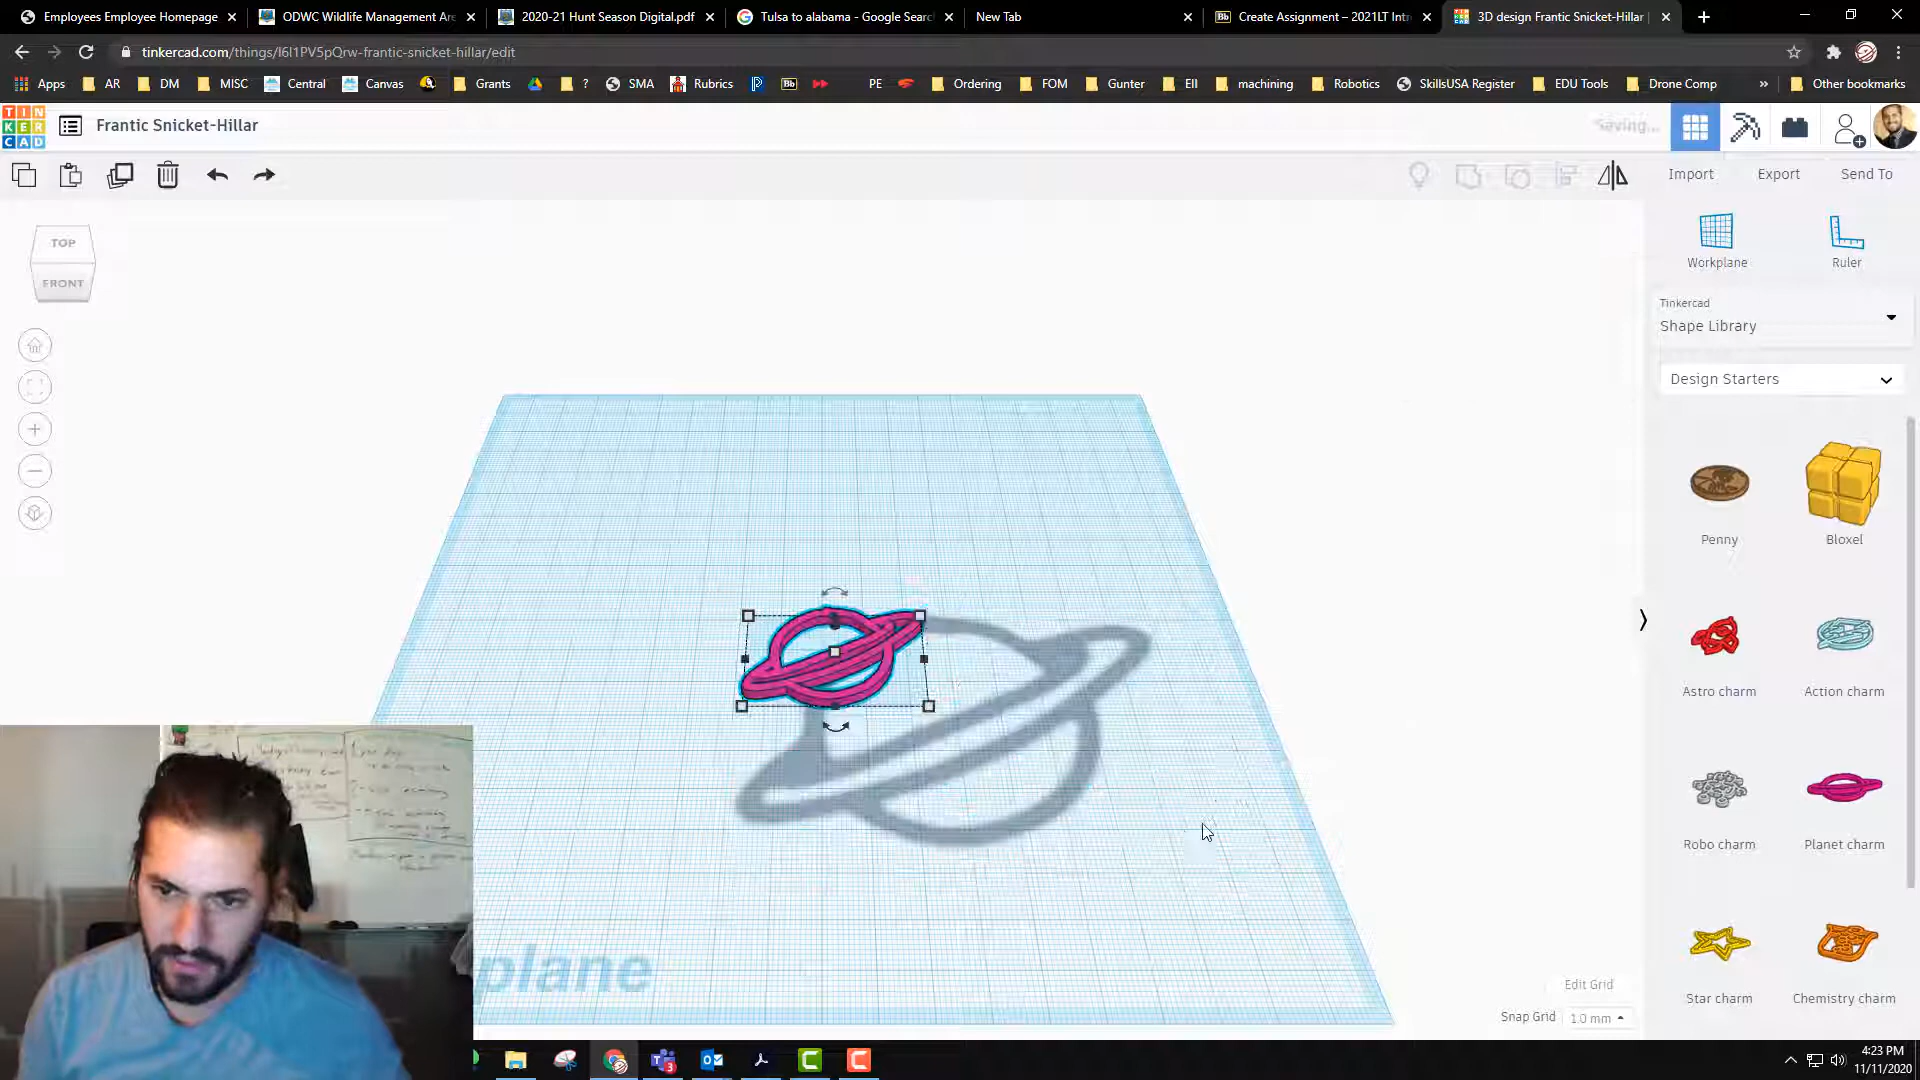 Employees Employee Homepage
ODWC Wildlife Management Are
2020-21 Hunt Season Digital.pdf
Tulsa to alabama - Google Searc
New Tab
Create Assignment – 2021LT Intr
3D design Frantic Snicket-Hillar |
tinkercad.com/things/I6I1PV5pQrw-frantic-snicket-hillar/edit
Apps
AR
DM
MISC
Central
Canvas
Grants
?
SMA
Rubrics
Bb
PE
Ordering
FOM
Gunter
EII
machining
Robotics
SkillsUSA Register
EDU Tools
Drone Comp
»
Other bookmarks
TIN
KER
CAD
Frantic Snicket-Hillar
Saving...
Import
Export
Send To
TOP
FRONT
Workplane
Ruler
Tinkercad
Shape Library
Design Starters
Penny
Bloxel
Astro charm
Action charm
Robo charm
Planet charm
Star charm
Chemistry charm
plane
Edit Grid
Snap Grid
1.0 mm
4:23 PM
11/11/2020